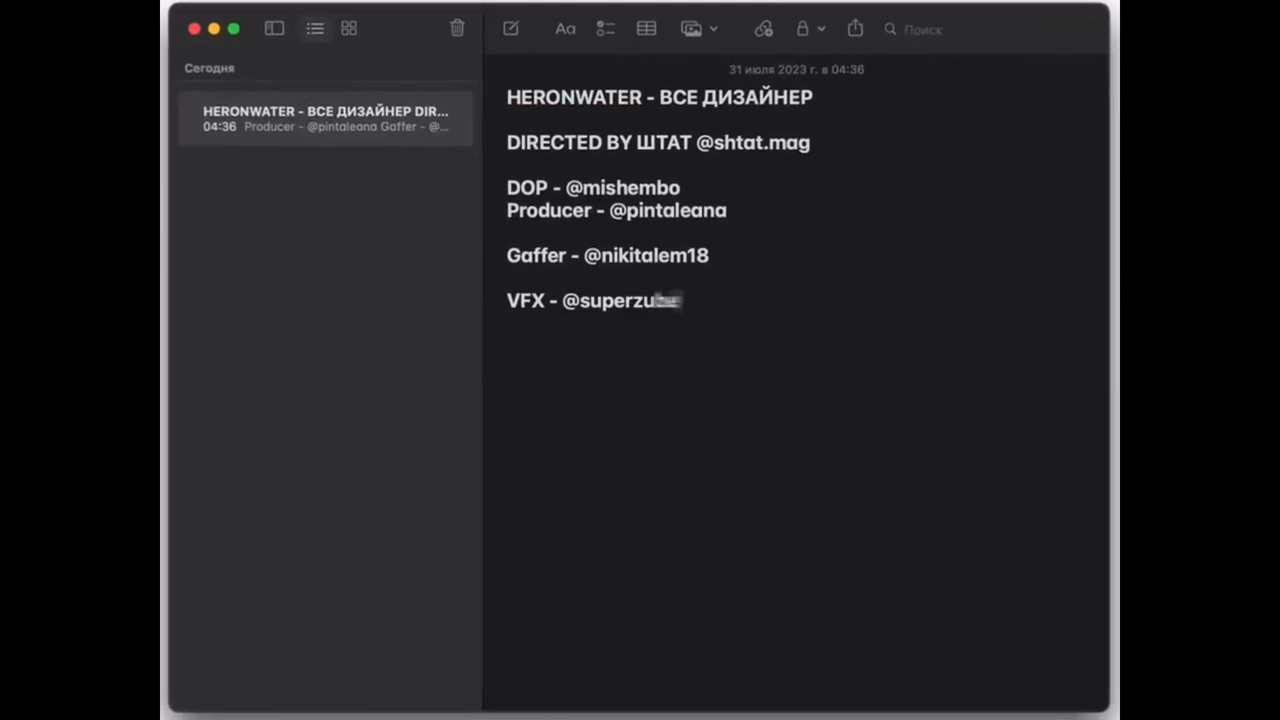 Сегодня
HERONWATER - ВСЕ ДИЗАЙНЕР DIR...
04:36 Producer - @pintaleana Gaffer - @...
Поиск
31 июля 2023 г. в 04:36
HERONWATER - ВСЕ ДИЗАЙНЕР
DIRECTED BY ШТАТ @shtat.mag
DOP - @mishembo
Producer - @pintaleana
Gaffer - @nikitalem18
VFX -